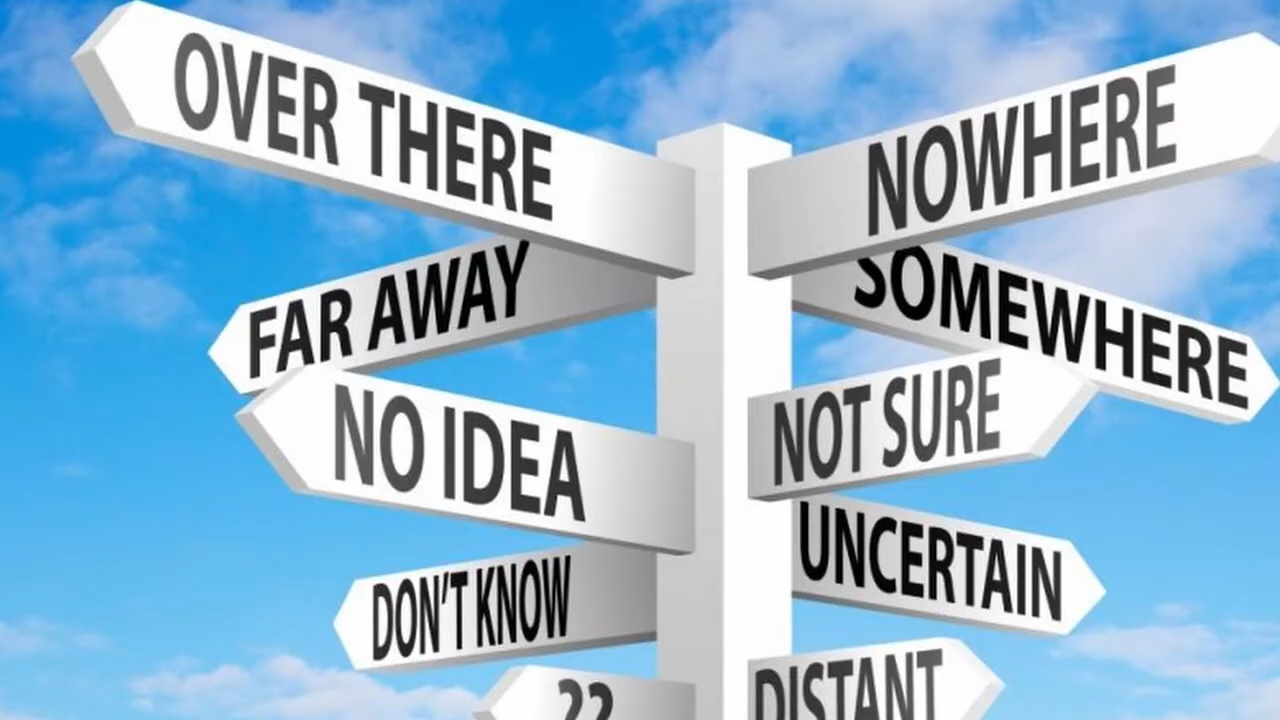 OVER THERE
NOWHERE
FAR AWAY
SOMEWHERE
NO IDEA
NOT SURE
DON'T KNOW
UNCERTAIN
??
DISTANT